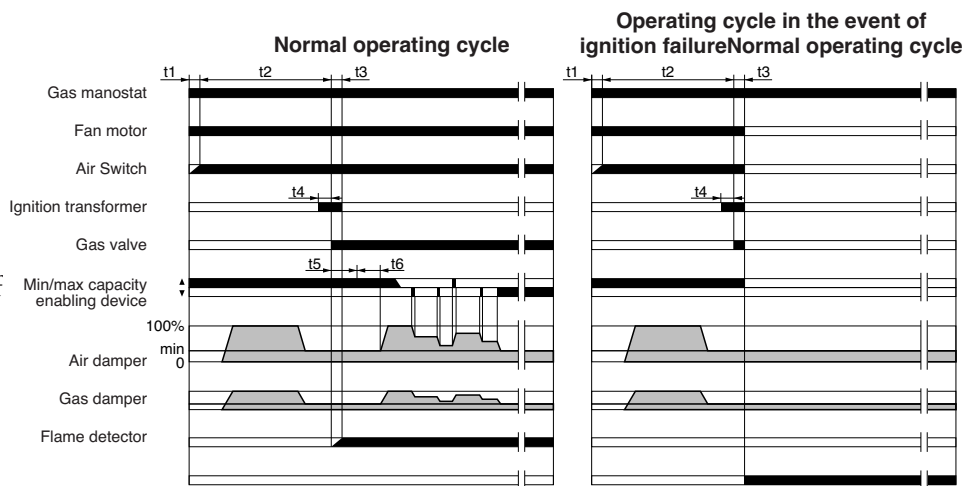 Normal operating cycle
Operating cycle in the event of
ignition failureNormal operating cycle
t1 t2 t3
t1 t2 t3
Gas manostat
Fan motor
Air Switch
t4
t4
Ignition transformer
Gas valve
t5 t6
Min/max capacity
enabling device
100%
min
0
Air damper
Gas damper
Flame detector